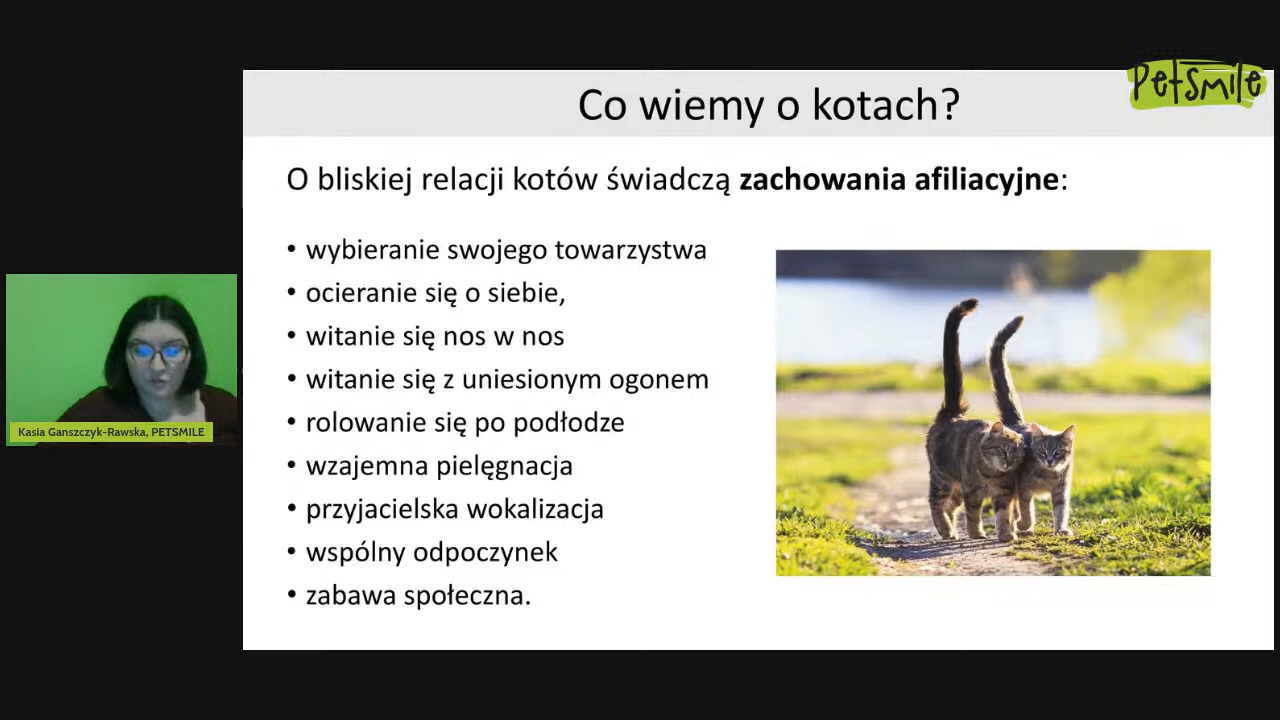 PetSmile
Co wiemy o kotach?
O bliskiej relacji kotów świadczą zachowania afiliacyjne:
• wybieranie swojego towarzystwa
• ocieranie się o siebie,
• witanie się nos w nos
• witanie się z uniesionym ogonem
• rolowanie się po podłodze
• wzajemna pielęgnacja
• przyjacielska wokalizacja
• wspólny odpoczynek
• zabawa społeczna.
Kasia Ganszczyk-Rawska, PETSMILE